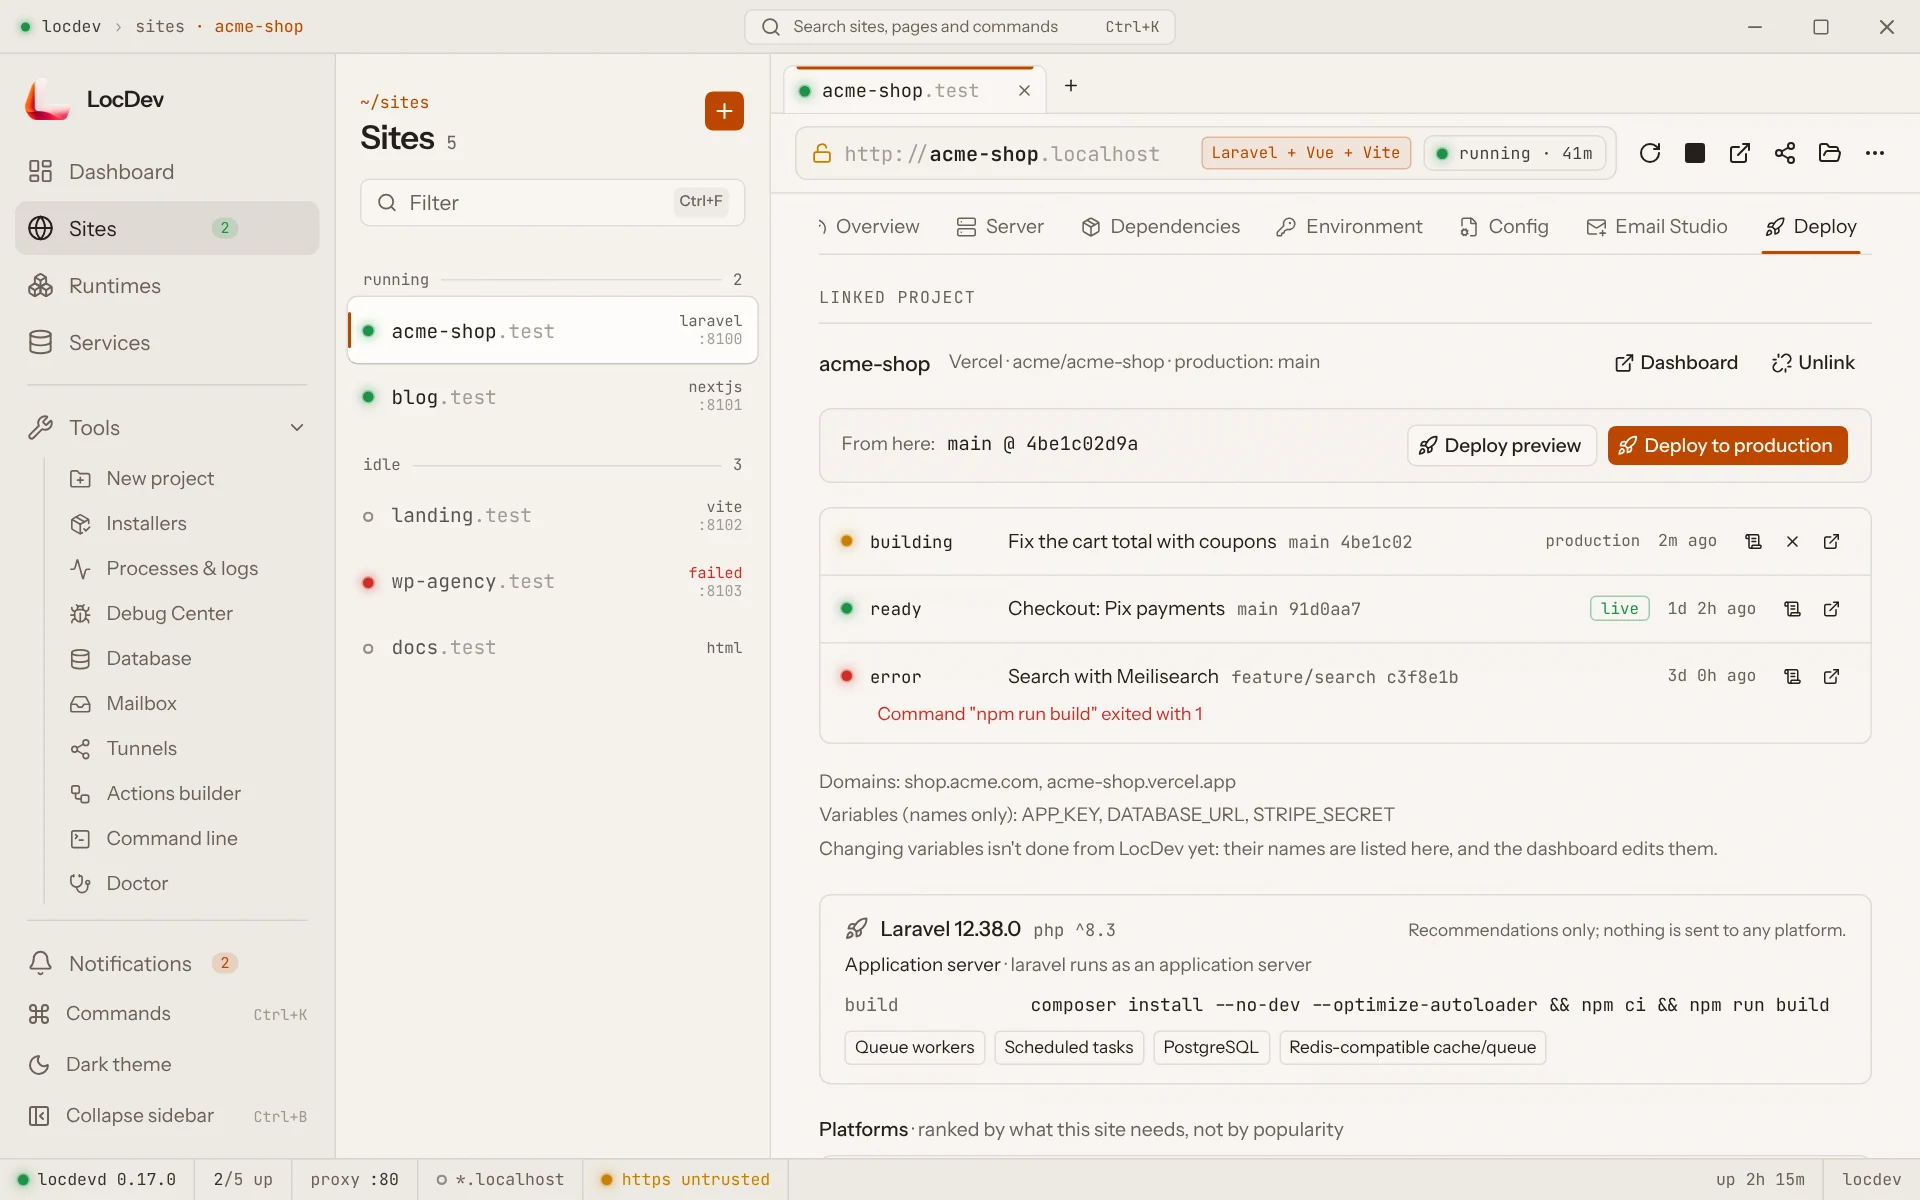 locdev › sites · acme-shop
Search sites, pages and commands Ctrl+K
LocDev
Dashboard
Sites 2
Runtimes
Services
Tools
New project
Installers
Processes & logs
Debug Center
Database
Mailbox
Tunnels
Actions builder
Command line
Doctor
Notifications 2
Commands Ctrl+K
Dark theme
Collapse sidebar Ctrl+B
~/sites
Sites 5
Filter Ctrl+F
running 2
acme-shop.test laravel :8100
blog.test nextjs :8101
idle 3
landing.test vite :8102
wp-agency.test failed :8103
docs.test html
acme-shop.test
http://acme-shop.localhost Laravel + Vue + Vite running · 41m
Overview Server Dependencies Environment Config Email Studio Deploy
LINKED PROJECT
acme-shop Vercel · acme/acme-shop · production: main Dashboard Unlink
From here: main @ 4be1c02d9a Deploy preview Deploy to production
building Fix the cart total with coupons main 4be1c02 production 2m ago
ready Checkout: Pix payments main 91d0aa7 live 1d 2h ago
error Search with Meilisearch feature/search c3f8e1b 3d 0h ago
Command "npm run build" exited with 1
Domains: shop.acme.com, acme-shop.vercel.app
Variables (names only): APP_KEY, DATABASE_URL, STRIPE_SECRET
Changing variables isn't done from LocDev yet: their names are listed here, and the dashboard edits them.
Laravel 12.38.0 php ^8.3 Recommendations only; nothing is sent to any platform.
Application server · laravel runs as an application server
build composer install --no-dev --optimize-autoloader && npm ci && npm run build
Queue workers Scheduled tasks PostgreSQL Redis-compatible cache/queue
Platforms · ranked by what this site needs, not by popularity
locdevd 0.17.0 2/5 up proxy :80 *.localhost https untrusted up 2h 15m locdev